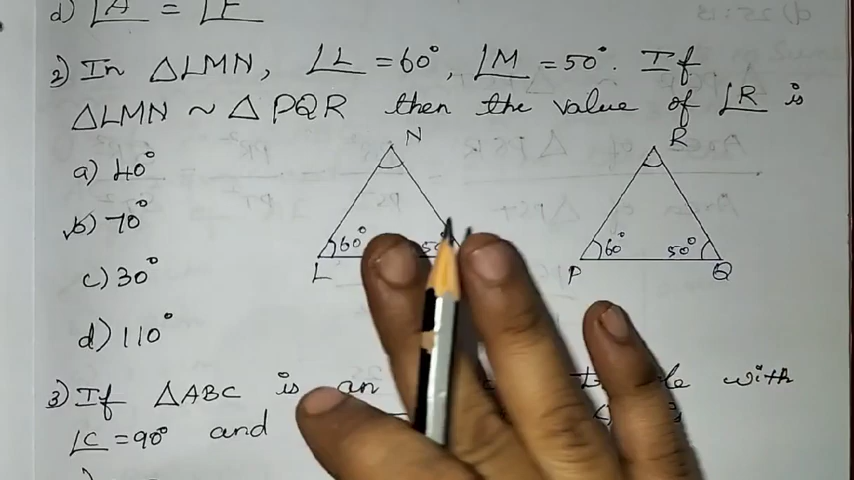 d) ∠A = ∠F
2) In △LMN, ∠L = 60°, ∠M = 50°. If
△LMN ~ △PQR then the value of ∠R is
N
R
a) 40°
b) 70°
60°
50°
60°
50°
L
P
Q
c) 30°
d) 110°
3) If △ABC is an with
∠C = 90° and is